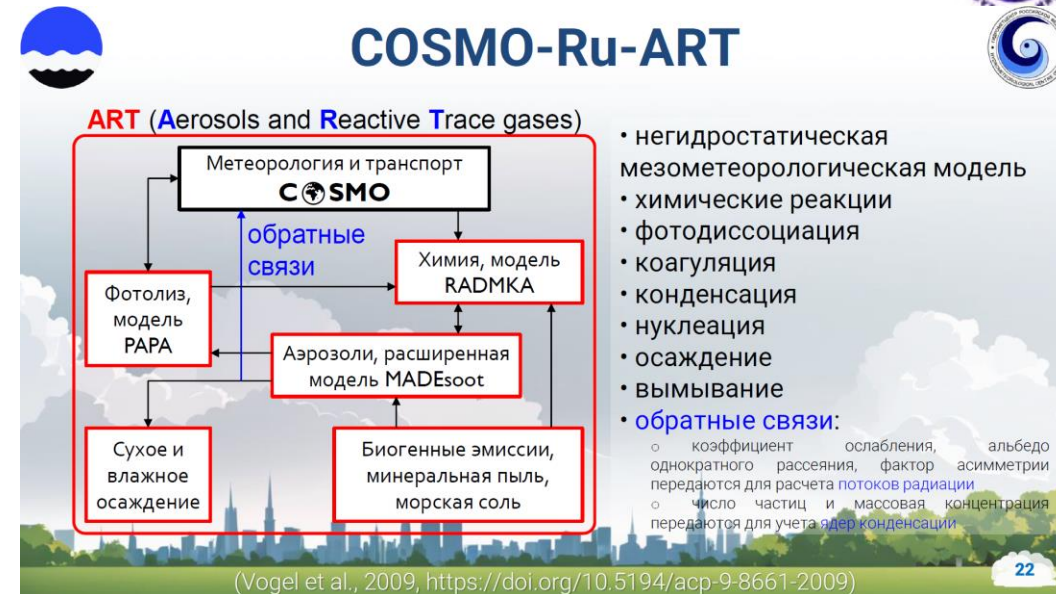 COSMO-Ru-ART
ART (Aerosols and Reactive Trace gases)
Метеорология и транспорт
COSMO
обратные
связи
Химия, модель
RADMKA
Фотолиз,
модель
PAPA
Аэрозоли, расширенная
модель MADEsoot
Сухое и
влажное
осаждение
Биогенные эмиссии,
минеральная пыль,
морская соль
• негидростатическая
мезометеорологическая модель
• химические реакции
• фотодиссоциация
• коагуляция
• конденсация
• нуклеация
• осаждение
• вымывание
• обратные связи:
○ коэффициент ослабления, альбедо
однократного рассеяния, фактор асимметрии
передаются для расчета потоков радиации
○ число частиц и массовая концентрация
передаются для учета ядер конденсации
(Vogel et al., 2009, https://doi.org/10.5194/acp-9-8661-2009)
22